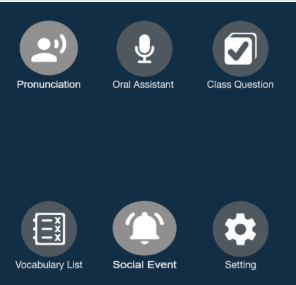 Pronunciation
Oral Assistant
Class Question
Vocabulary List
Social Event
Setting